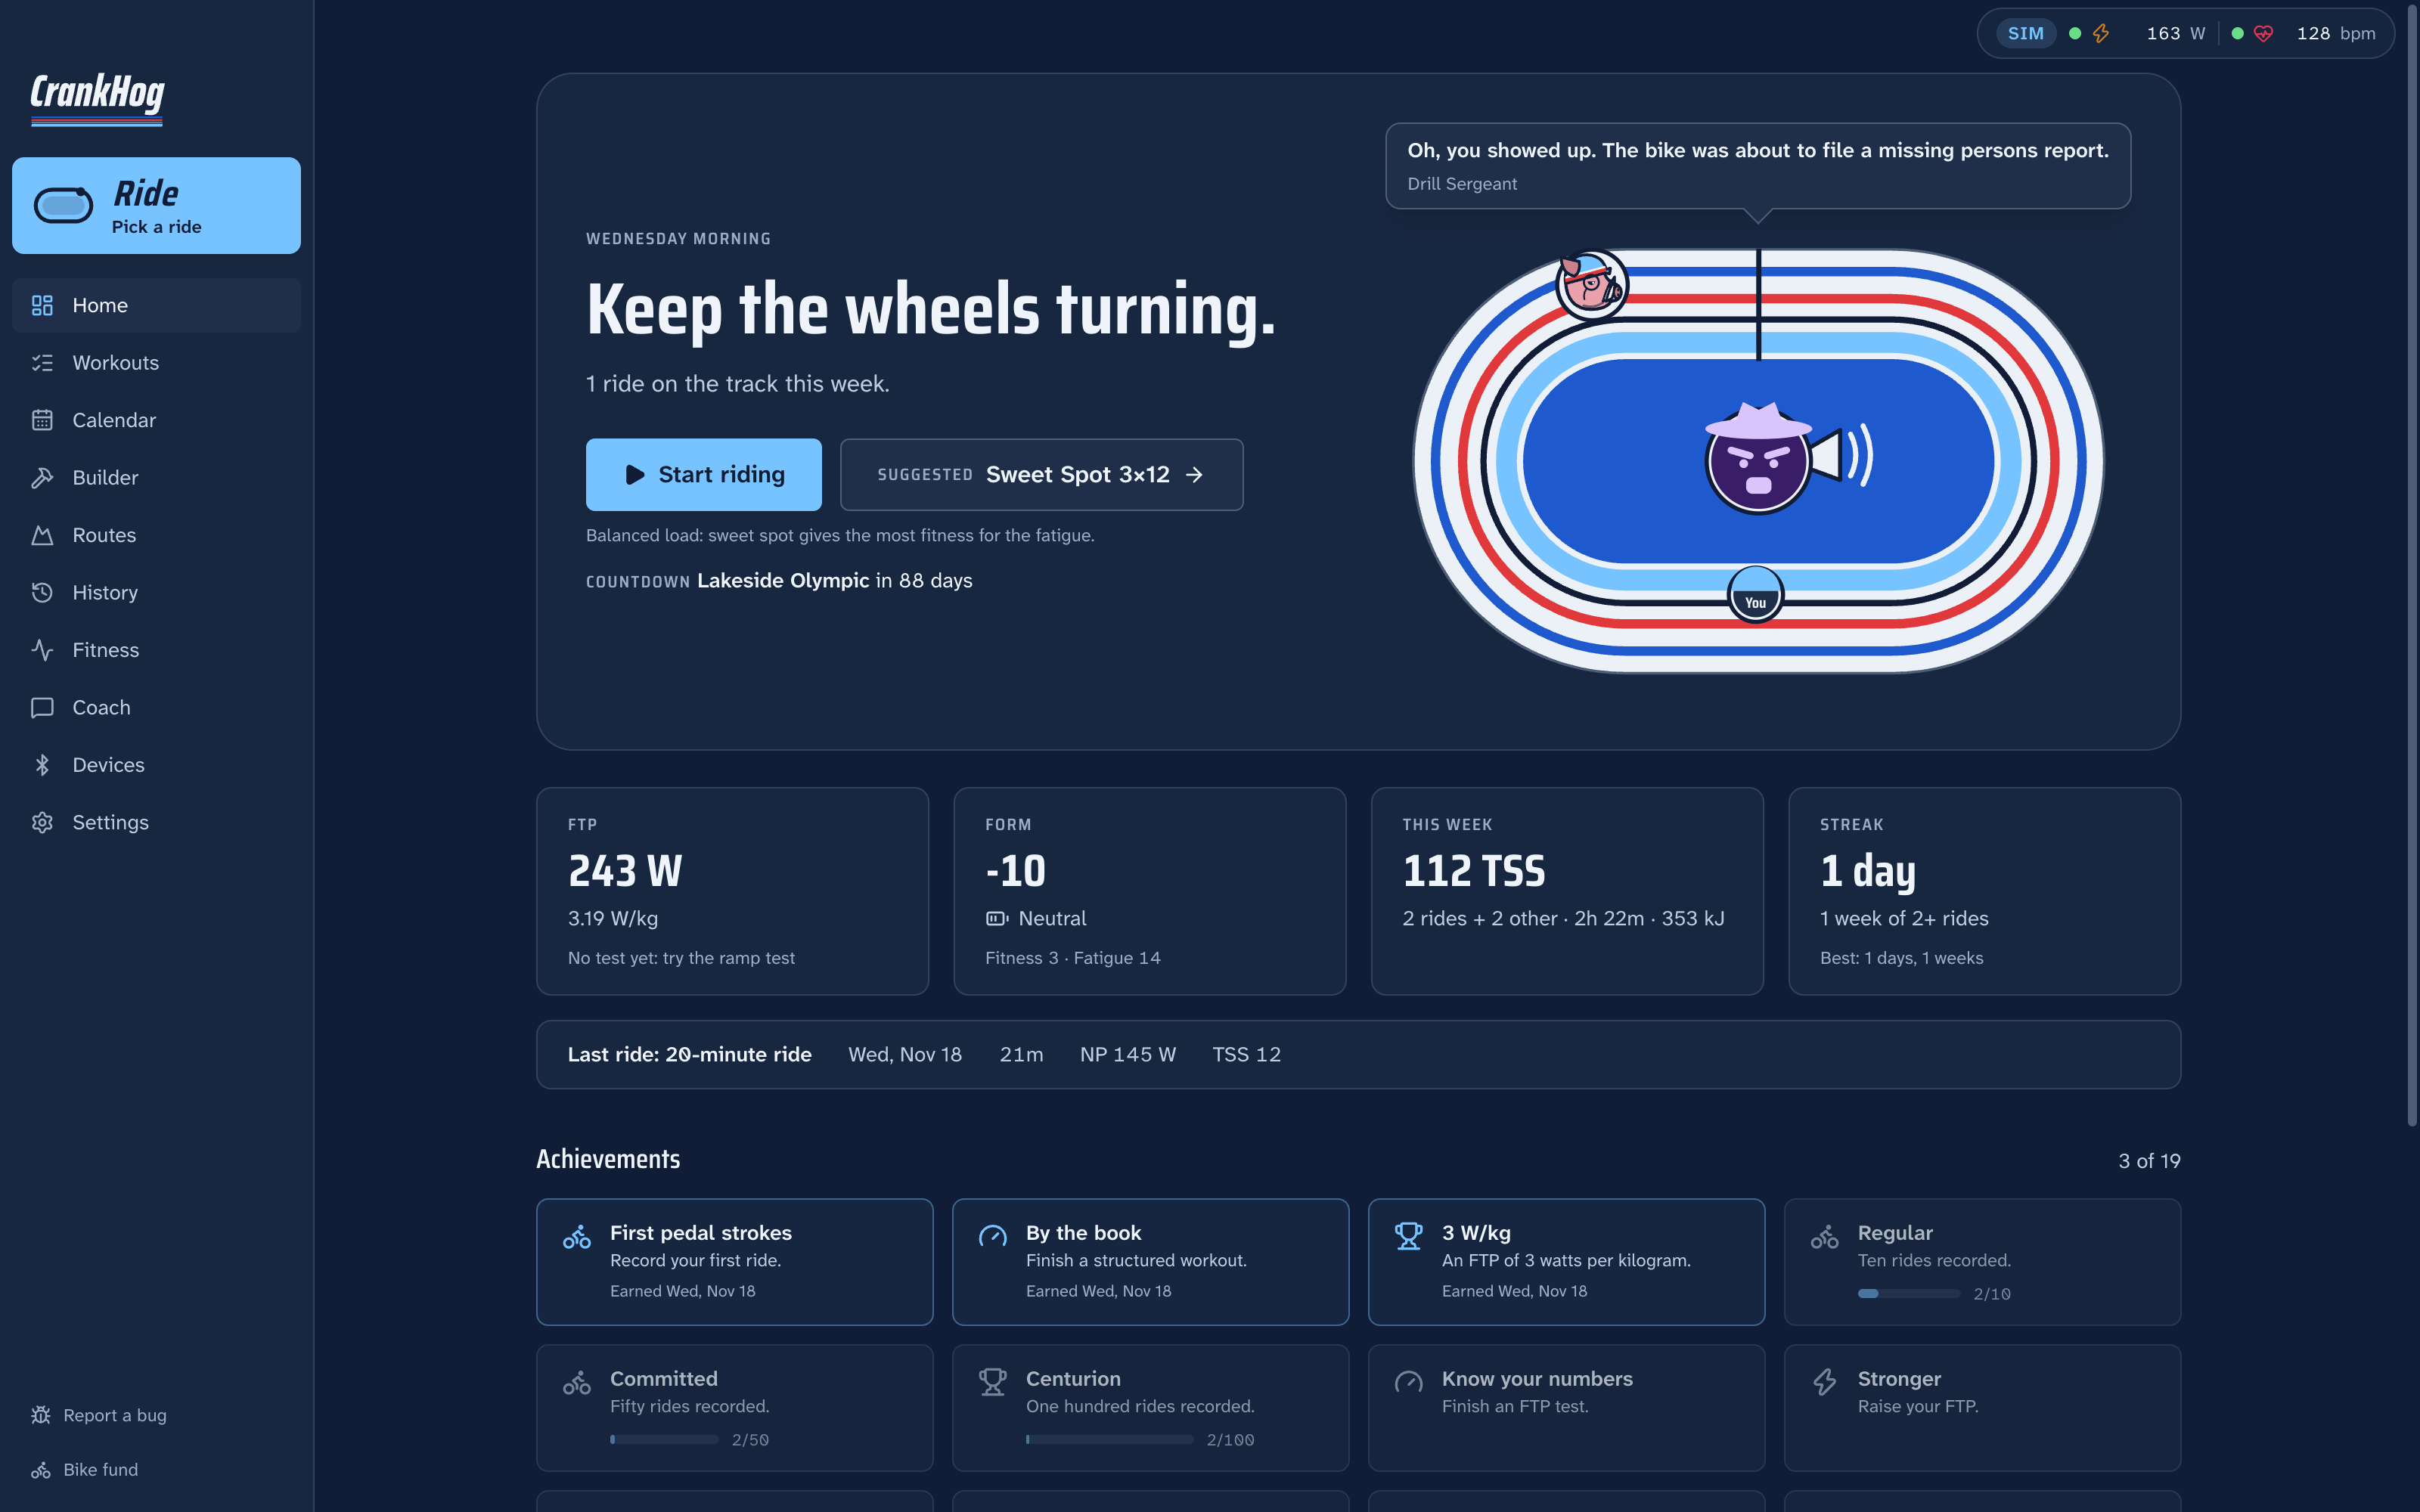 SIM 163 W 128 bpm
CrankHog
Ride
Pick a ride
Home
Workouts
Calendar
Builder
Routes
History
Fitness
Coach
Devices
Settings
Report a bug
Bike fund
Oh, you showed up. The bike was about to file a missing persons report.
Drill Sergeant
WEDNESDAY MORNING
Keep the wheels turning.
1 ride on the track this week.
Start riding
SUGGESTED Sweet Spot 3×12 →
Balanced load: sweet spot gives the most fitness for the fatigue.
COUNTDOWN Lakeside Olympic in 88 days
You
FTP
243 W
3.19 W/kg
No test yet: try the ramp test
FORM
-10
Neutral
Fitness 3 · Fatigue 14
THIS WEEK
112 TSS
2 rides + 2 other · 2h 22m · 353 kJ
STREAK
1 day
1 week of 2+ rides
Best: 1 days, 1 weeks
Last ride: 20-minute ride Wed, Nov 18 21m NP 145 W TSS 12
Achievements 3 of 19
First pedal strokes
Record your first ride.
Earned Wed, Nov 18
By the book
Finish a structured workout.
Earned Wed, Nov 18
3 W/kg
An FTP of 3 watts per kilogram.
Earned Wed, Nov 18
Regular
Ten rides recorded.
2/10
Committed
Fifty rides recorded.
2/50
Centurion
One hundred rides recorded.
2/100
Know your numbers
Finish an FTP test.
Stronger
Raise your FTP.